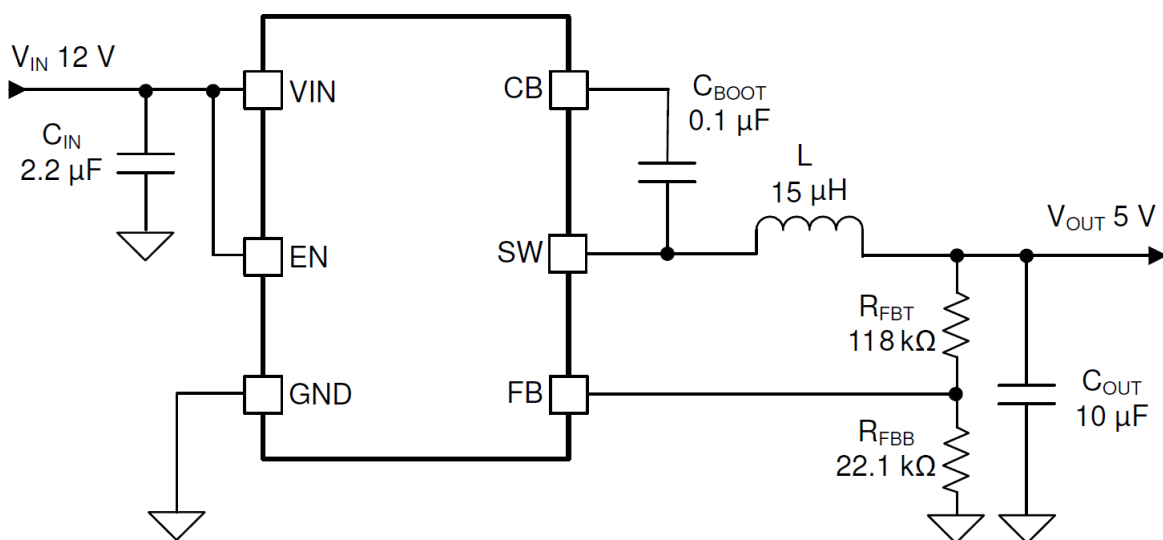 VIN 12 V
CIN
2.2 µF
VIN
EN
GND
CB
SW
FB
CBOOT
0.1 µF
L
15 µH
VOUT 5 V
RFBT
118 kΩ
RFBB
22.1 kΩ
COUT
10 µF